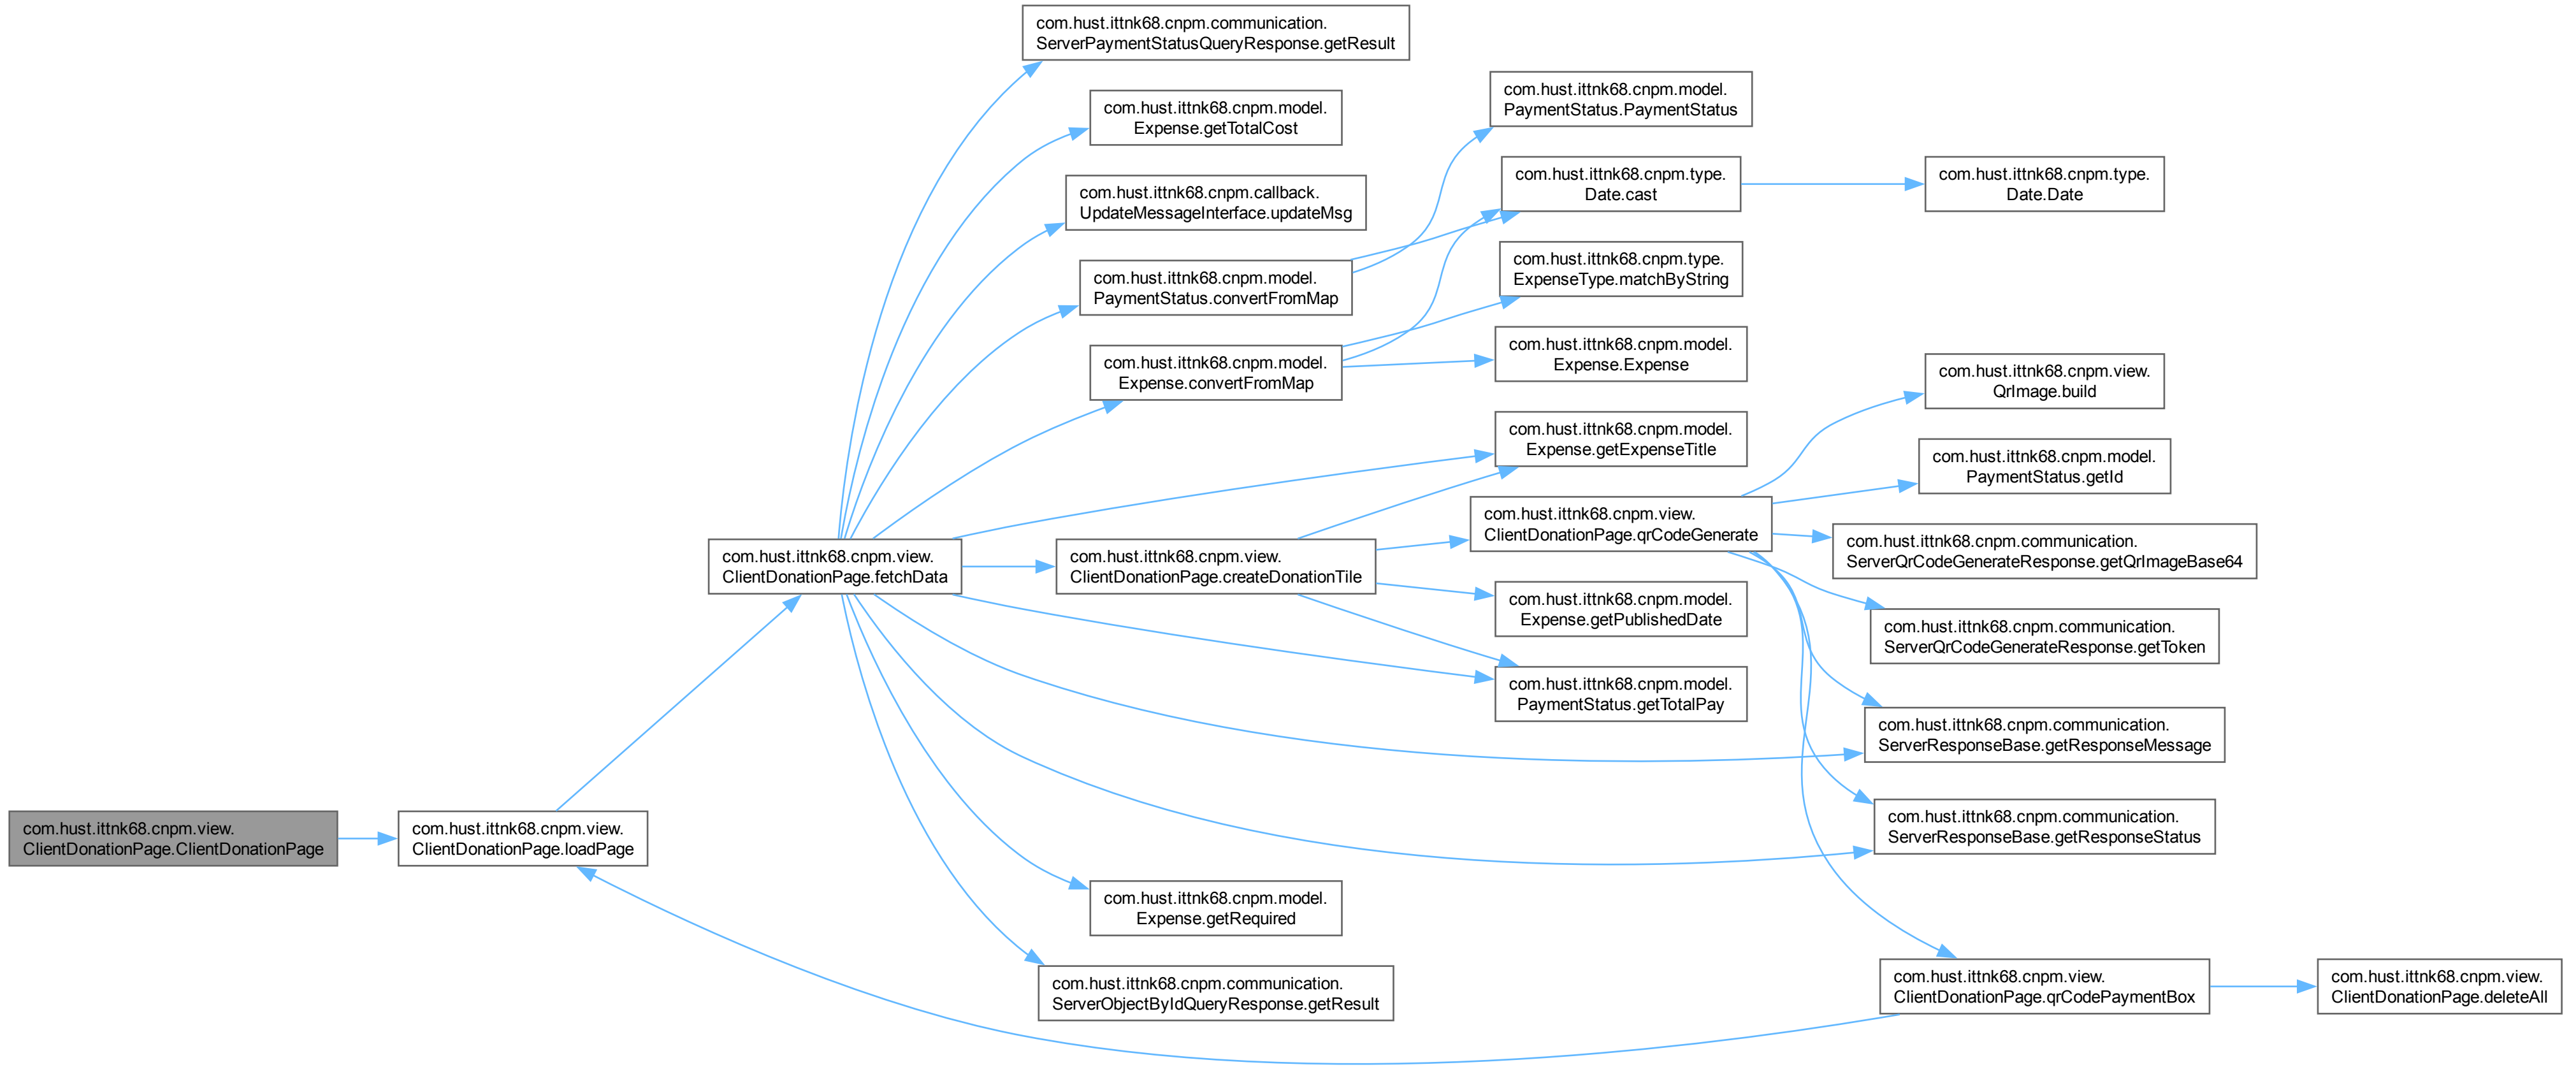 com.hust.ittnk68.cnpm.communication.
ServerPaymentStatusQueryResponse.getResult
com.hust.ittnk68.cnpm.model.
PaymentStatus.PaymentStatus
com.hust.ittnk68.cnpm.model.
Expense.getTotalCost
com.hust.ittnk68.cnpm.type.
Date.cast
com.hust.ittnk68.cnpm.type.
Date.Date
com.hust.ittnk68.cnpm.callback.
UpdateMessageInterface.updateMsg
com.hust.ittnk68.cnpm.type.
ExpenseType.matchByString
com.hust.ittnk68.cnpm.model.
PaymentStatus.convertFromMap
com.hust.ittnk68.cnpm.model.
Expense.Expense
com.hust.ittnk68.cnpm.model.
Expense.convertFromMap
com.hust.ittnk68.cnpm.view.
QrImage.build
com.hust.ittnk68.cnpm.model.
Expense.getExpenseTitle
com.hust.ittnk68.cnpm.model.
PaymentStatus.getId
com.hust.ittnk68.cnpm.view.
ClientDonationPage.qrCodeGenerate
com.hust.ittnk68.cnpm.communication.
ServerQrCodeGenerateResponse.getQrImageBase64
com.hust.ittnk68.cnpm.view.
ClientDonationPage.fetchData
com.hust.ittnk68.cnpm.view.
ClientDonationPage.createDonationTile
com.hust.ittnk68.cnpm.model.
Expense.getPublishedDate
com.hust.ittnk68.cnpm.communication.
ServerQrCodeGenerateResponse.getToken
com.hust.ittnk68.cnpm.model.
PaymentStatus.getTotalPay
com.hust.ittnk68.cnpm.communication.
ServerResponseBase.getResponseMessage
com.hust.ittnk68.cnpm.communication.
ServerResponseBase.getResponseStatus
com.hust.ittnk68.cnpm.view.
ClientDonationPage.ClientDonationPage
com.hust.ittnk68.cnpm.view.
ClientDonationPage.loadPage
com.hust.ittnk68.cnpm.model.
Expense.getRequired
com.hust.ittnk68.cnpm.communication.
ServerObjectByIdQueryResponse.getResult
com.hust.ittnk68.cnpm.view.
ClientDonationPage.qrCodePaymentBox
com.hust.ittnk68.cnpm.view.
ClientDonationPage.deleteAll